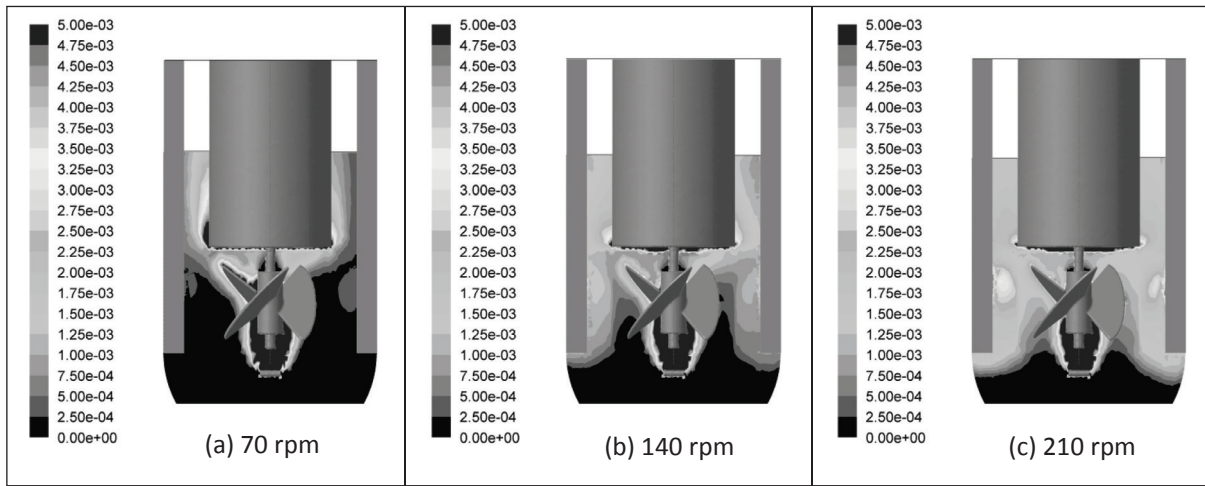 5.00e-03
4.75e-03
4.50e-03
4.25e-03
4.00e-03
3.75e-03
3.50e-03
3.25e-03
3.00e-03
2.75e-03
2.50e-03
2.25e-03
2.00e-03
1.75e-03
1.50e-03
1.25e-03
1.00e-03
7.50e-04
5.00e-04
2.50e-04
0.00e+00
(a) 70 rpm
5.00e-03
4.75e-03
4.50e-03
4.25e-03
4.00e-03
3.75e-03
3.50e-03
3.25e-03
3.00e-03
2.75e-03
2.50e-03
2.25e-03
2.00e-03
1.75e-03
1.50e-03
1.25e-03
1.00e-03
7.50e-04
5.00e-04
2.50e-04
0.00e+00
(b) 140 rpm
5.00e-03
4.75e-03
4.50e-03
4.25e-03
4.00e-03
3.75e-03
3.50e-03
3.25e-03
3.00e-03
2.75e-03
2.50e-03
2.25e-03
2.00e-03
1.75e-03
1.50e-03
1.25e-03
1.00e-03
7.50e-04
5.00e-04
2.50e-04
0.00e+00
(c) 210 rpm